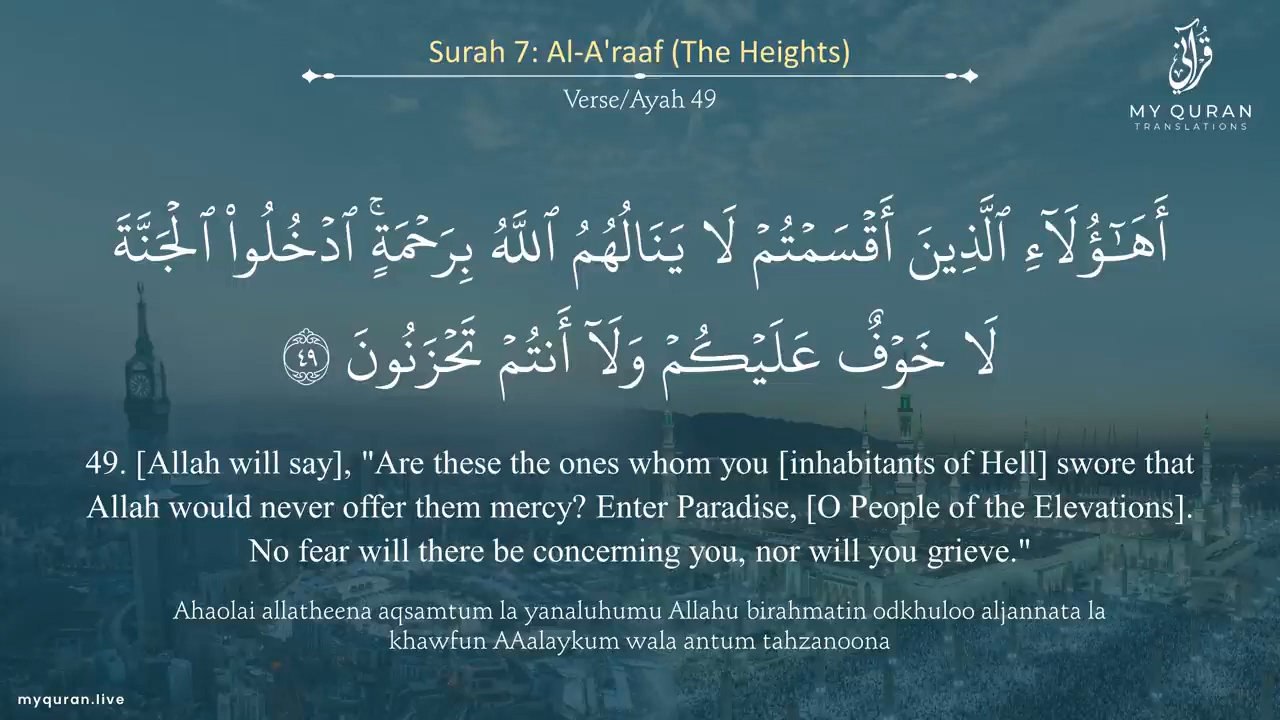 Surah 7: Al-A'raaf (The Heights)
Verse/Ayah 49
قرآني
MY QURAN
TRANSLATIONS
أَهَـٰٓؤُلَآءِ ٱلَّذِينَ أَقْسَمْتُمْ لَا يَنَالُهُمُ ٱللَّهُ بِرَحْمَةٍۚ ٱدْخُلُوا۟ ٱلْجَنَّةَ
لَا خَوْفٌ عَلَيْكُمْ وَلَآ أَنتُمْ تَحْزَنُونَ ٤٩
49. [Allah will say], "Are these the ones whom you [inhabitants of Hell] swore that
Allah would never offer them mercy? Enter Paradise, [O People of the Elevations].
No fear will there be concerning you, nor will you grieve."
Ahaolai allatheena aqsamtum la yanaluhumu Allahu birahmatin odkhuloo aljannata la
khawfun AAalaykum wala antum tahzanoona
myquran.live